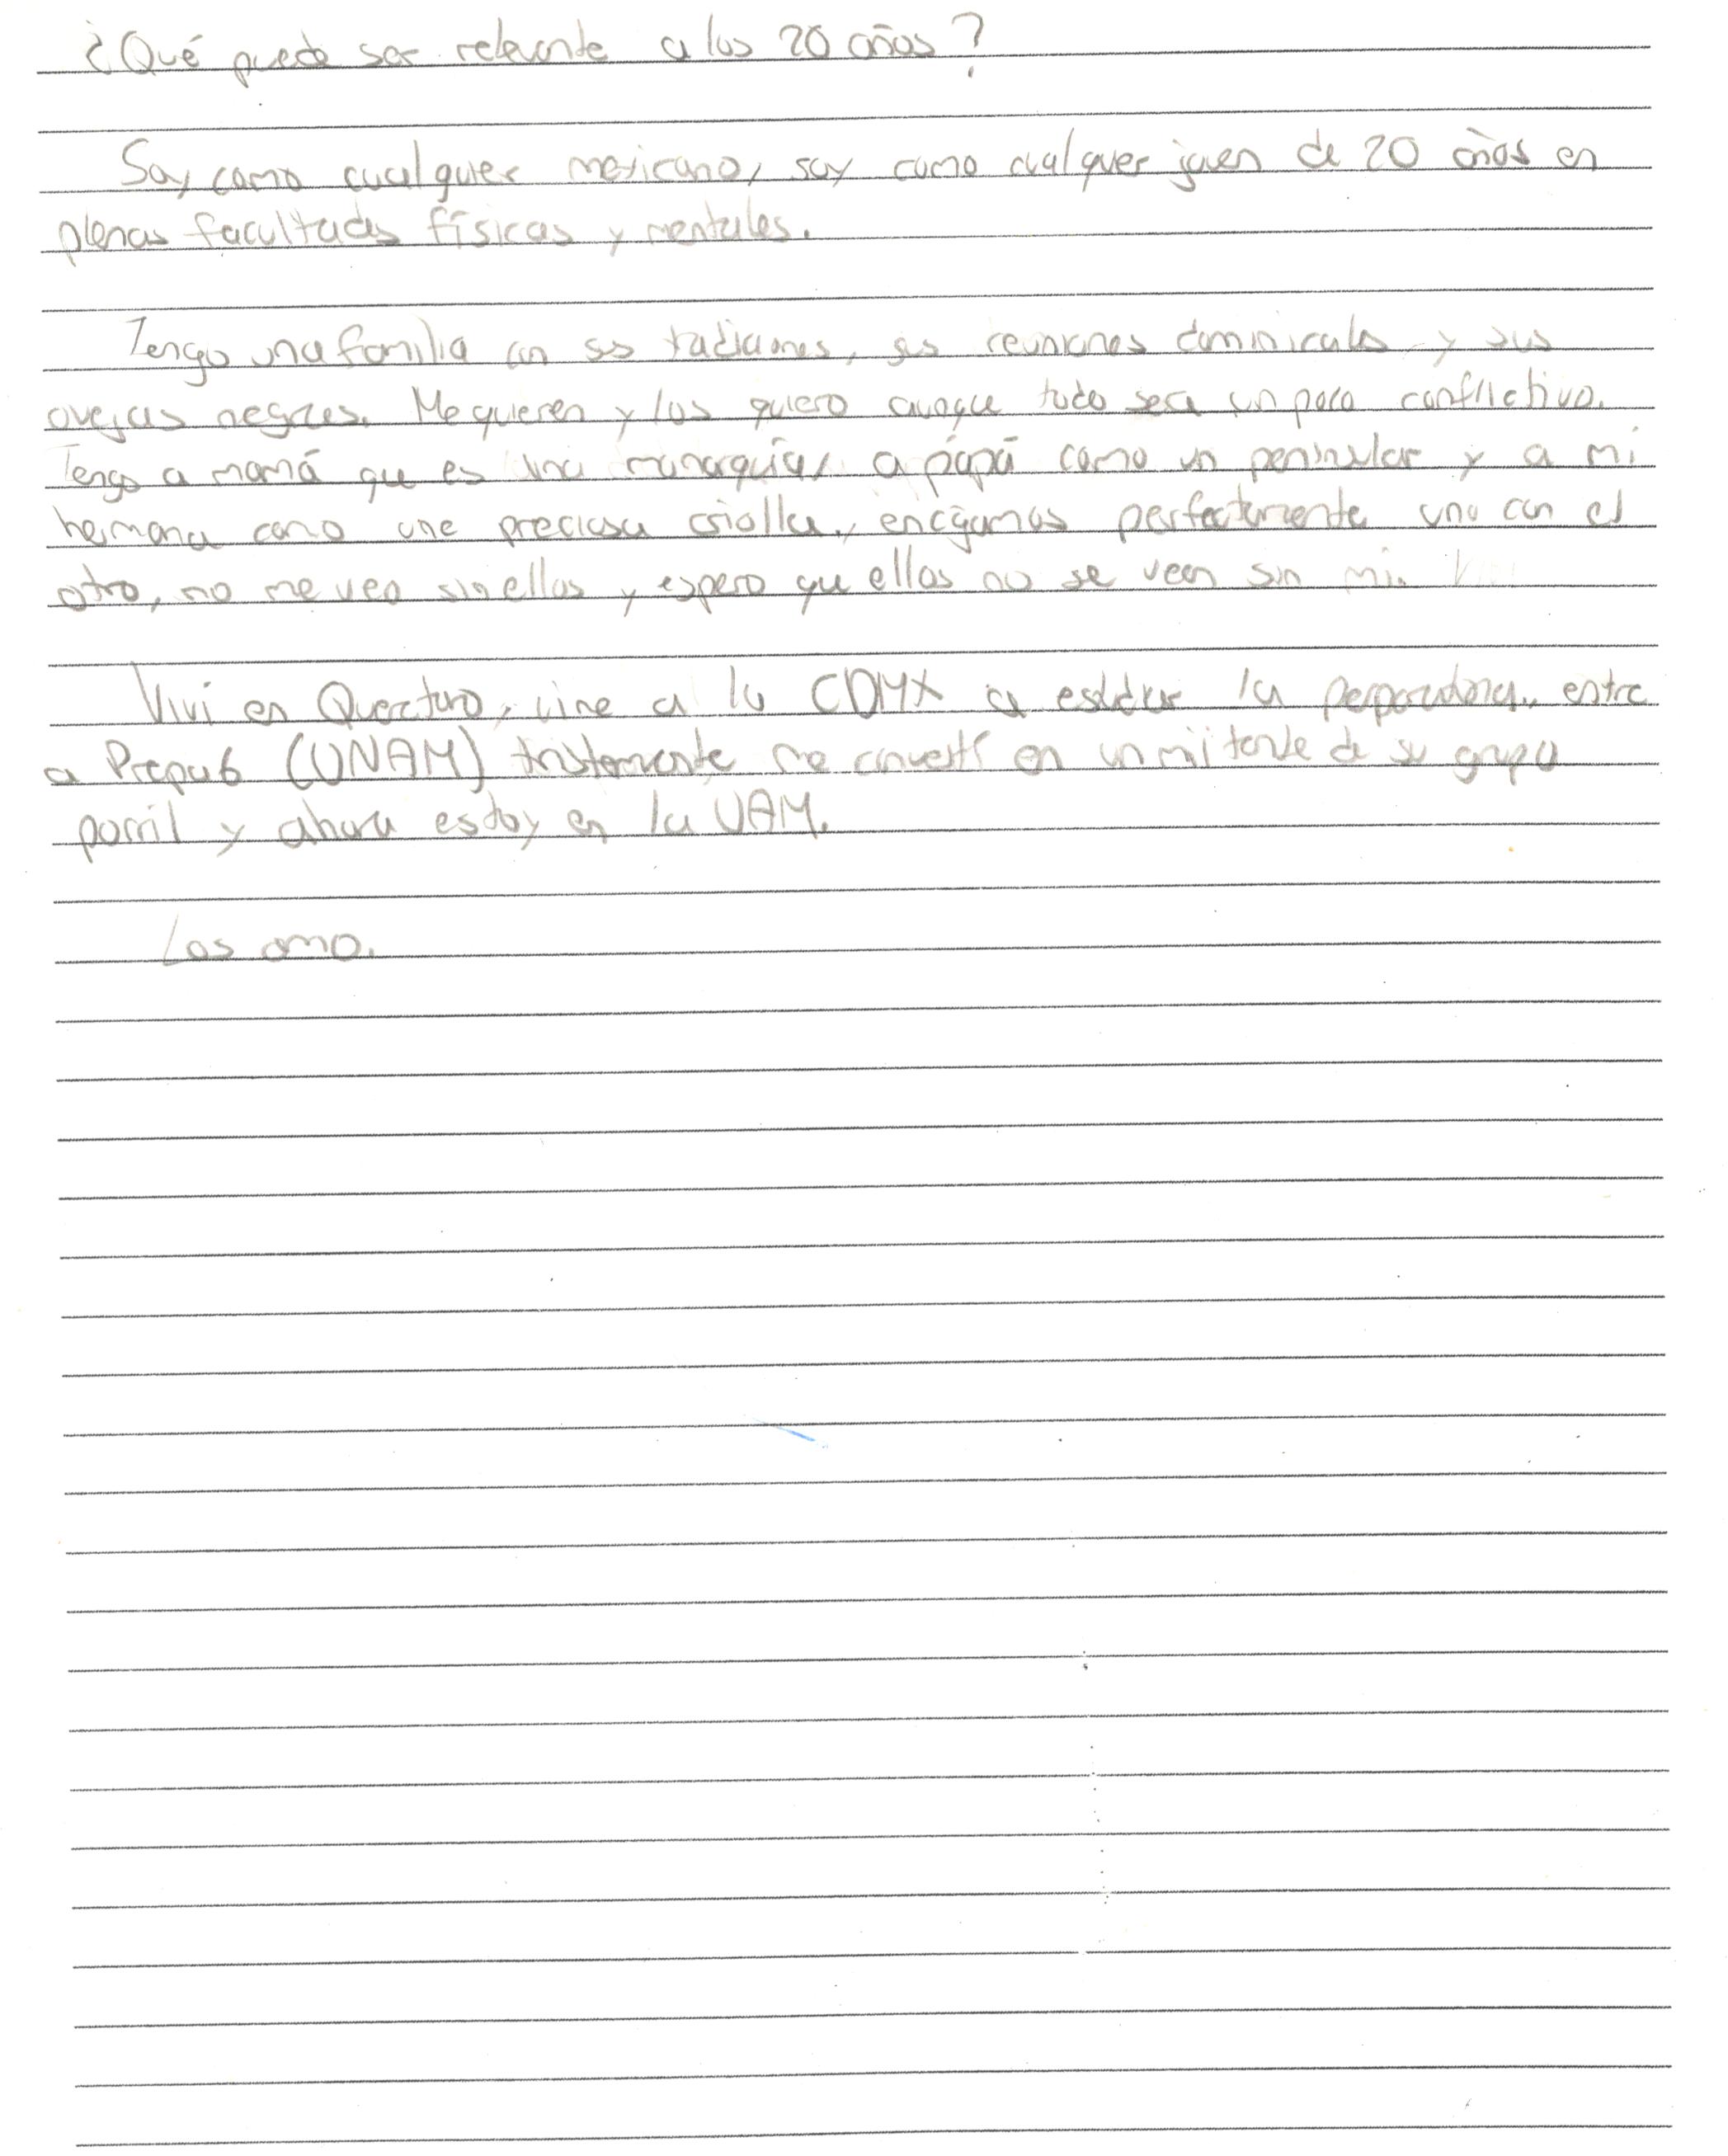 ¿Qué puede ser relevante a los 20 años?
Soy como cualquier mexicano, soy como cualquer joven de 20 años en
plenas facultades físicas y mentales.
Tengo una familia con sus tradiciones, sus reuniones dominicales y sus
ovejas negras. Me quieren y los quiero aunque todo sea un poco conflictivo.
Tengo a mamá que es una monarquía, a papá como un peninsular y a mi
hermana como una preciosa criolla, encajamos perfectamente uno con el
otro, no me veo sin ellos y espero que ellos no se vean sin mi.
Viví en Querétaro, vine a la CDMX a estudiar la, entre
a Prepa 6 (UNAM) tristemente me convertí en un militante de su grupo
porril y ahora estoy en la UAM.
Los amo.